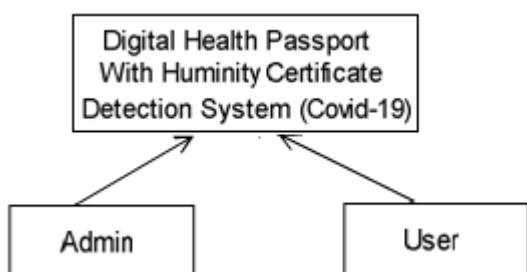 Digital Health Passport
With Huminity Certificate
Detection System (Covid-19)
Admin
User